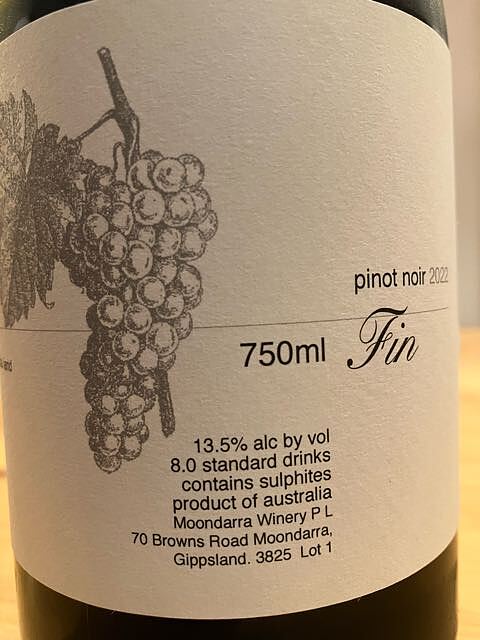 pinot noir 2022
and
750ml Fin
13.5% alc by vol
8.0 standard drinks
contains sulphites
product of australia
Moondarra Winery P L
70 Browns Road Moondarra,
Gippsland. 3825 Lot 1